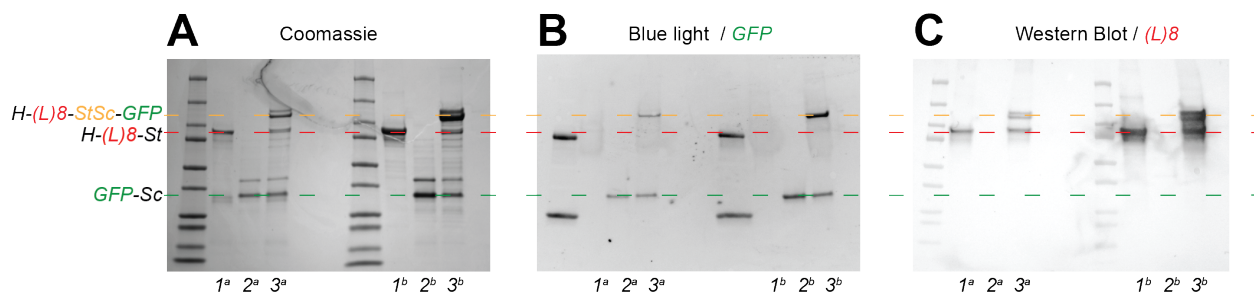 A Coomassie
B Blue light / GFP
C Western Blot / (L)8
H-(L)8-StSc-GFP
H-(L)8-St
GFP-Sc
1ᵃ 2ᵃ 3ᵃ 1ᵇ 2ᵇ 3ᵇ
1ᵃ 2ᵃ 3ᵃ 1ᵇ 2ᵇ 3ᵇ
1ᵃ 2ᵃ 3ᵃ 1ᵇ 2ᵇ 3ᵇ